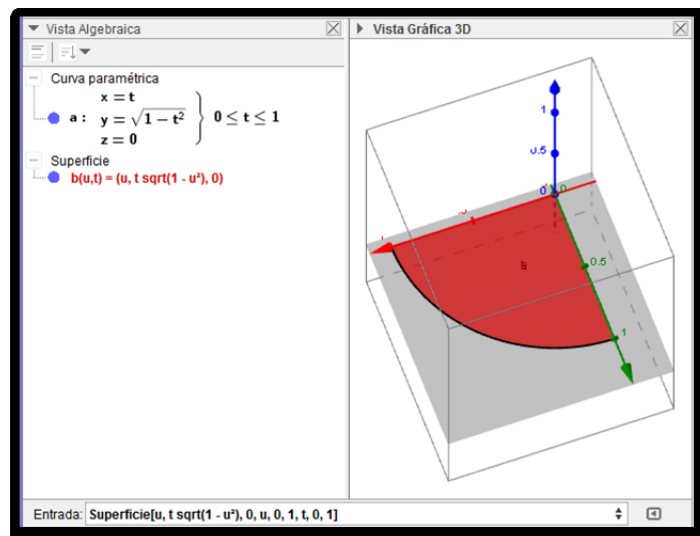 Vista Algebraica
Curva paramétrica
x = t
a : y = √1 − t² } 0 ≤ t ≤ 1
z = 0
Superficie
b(u,t) = (u, t sqrt(1 - u²), 0)
Vista Gráfica 3D
1
0.5
0
0
0.5
1
Entrada: Superficie[u, t sqrt(1 - u²), 0, u, 0, 1, t, 0, 1]